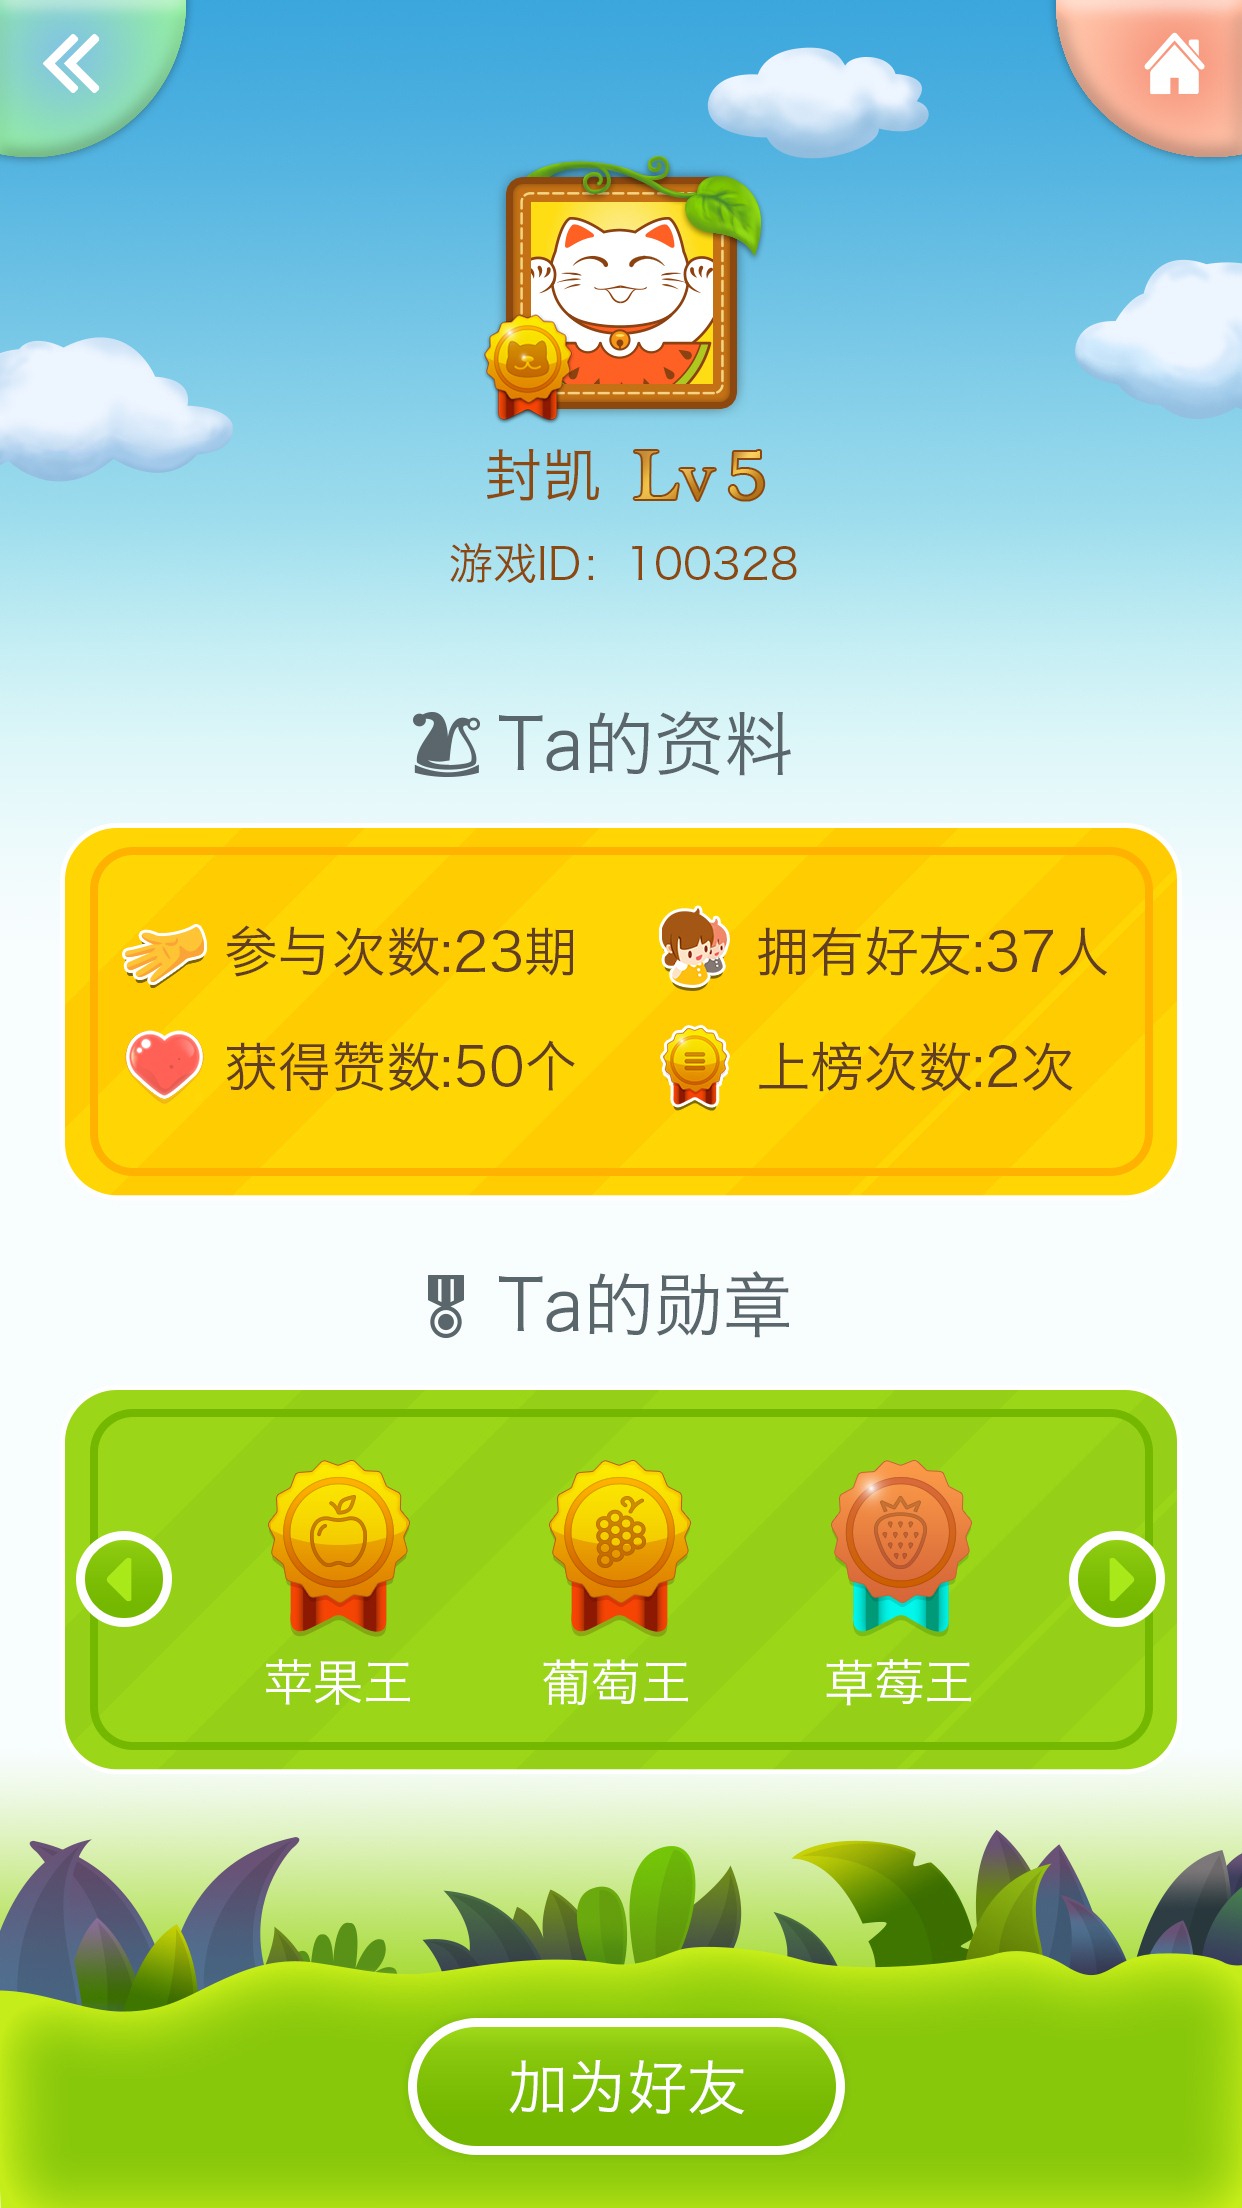 封凯 Lv5
游戏ID：100328
Ta的资料
参与次数:23期
拥有好友:37人
获得赞数:50个
上榜次数:2次
Ta的勋章
苹果王
葡萄王
草莓王
加为好友